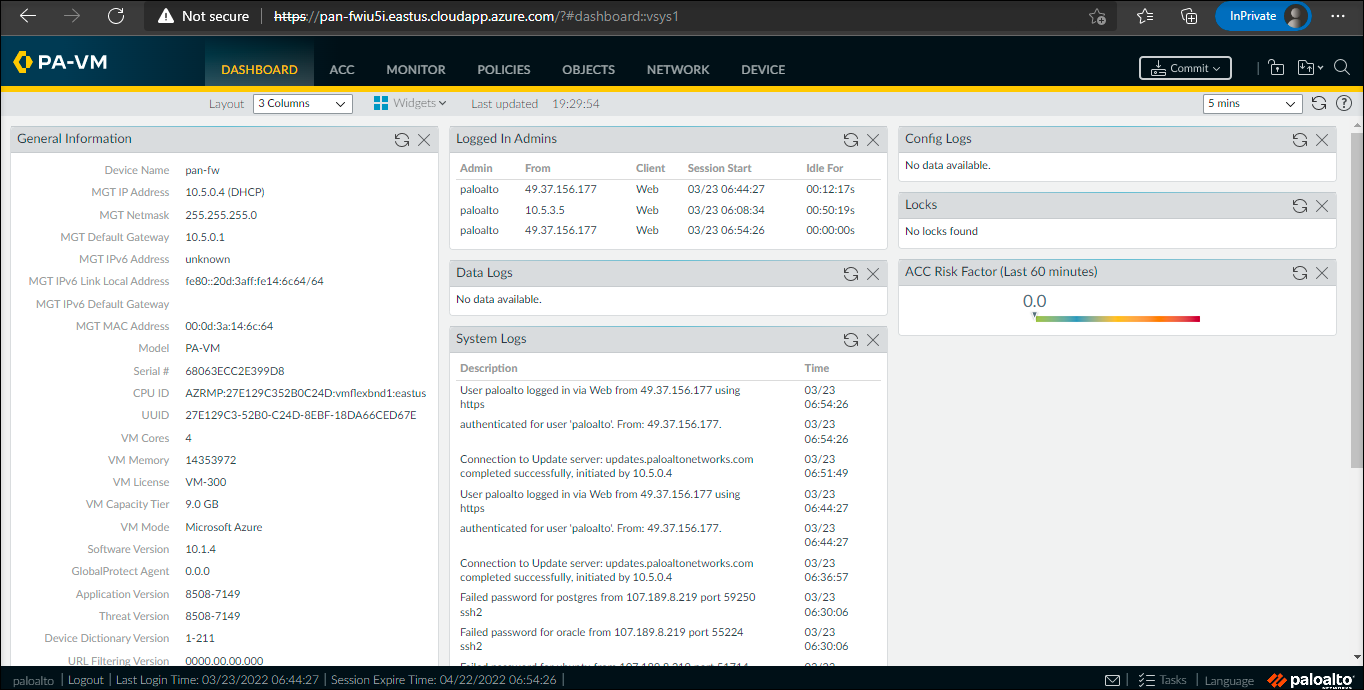 Not secure https://pan-fwiu5i.eastus.cloudapp.azure.com/?#dashboard::vsys1 InPrivate
PA-VM DASHBOARD ACC MONITOR POLICIES OBJECTS NETWORK DEVICE Commit
Layout 3 Columns Widgets Last updated 19:29:54 5 mins
General Information
Device Name pan-fw
MGT IP Address 10.5.0.4 (DHCP)
MGT Netmask 255.255.255.0
MGT Default Gateway 10.5.0.1
MGT IPv6 Address unknown
MGT IPv6 Link Local Address fe80::20d:3aff:fe14:6c64/64
MGT IPv6 Default Gateway
MGT MAC Address 00:0d:3a:14:6c:64
Model PA-VM
Serial # 68063ECC2E399D8
CPU ID AZRMP:27E129C352B0C24D:vmflexbnd1:eastus
UUID 27E129C3-52B0-C24D-8EBF-18DA66CED67E
VM Cores 4
VM Memory 14353972
VM License VM-300
VM Capacity Tier 9.0 GB
VM Mode Microsoft Azure
Software Version 10.1.4
GlobalProtect Agent 0.0.0
Application Version 8508-7149
Threat Version 8508-7149
Device Dictionary Version 1-211
URL Filtering Version 0000.00.00.000
Logged In Admins
Admin From Client Session Start Idle For
paloalto 49.37.156.177 Web 03/23 06:44:27 00:12:17s
paloalto 10.5.3.5 Web 03/23 06:08:34 00:50:19s
paloalto 49.37.156.177 Web 03/23 06:54:26 00:00:00s
Data Logs
No data available.
System Logs
Description Time
User paloalto logged in via Web from 49.37.156.177 using 03/23
https 06:54:26
authenticated for user 'paloalto'. From: 49.37.156.177. 03/23
06:54:26
Connection to Update server: updates.paloaltonetworks.com 03/23
completed successfully, initiated by 10.5.0.4 06:51:49
User paloalto logged in via Web from 49.37.156.177 using 03/23
https 06:44:27
authenticated for user 'paloalto'. From: 49.37.156.177. 03/23
06:44:27
Connection to Update server: updates.paloaltonetworks.com 03/23
completed successfully, initiated by 10.5.0.4 06:36:57
Failed password for postgres from 107.189.8.219 port 59250 03/23
ssh2 06:30:06
Failed password for oracle from 107.189.8.219 port 55224 03/23
ssh2 06:30:06
Config Logs
No data available.
Locks
No locks found
ACC Risk Factor (Last 60 minutes)
0.0
paloalto | Logout | Last Login Time: 03/23/2022 06:44:27 | Session Expire Time: 04/22/2022 06:54:26 | Tasks | Language paloalto